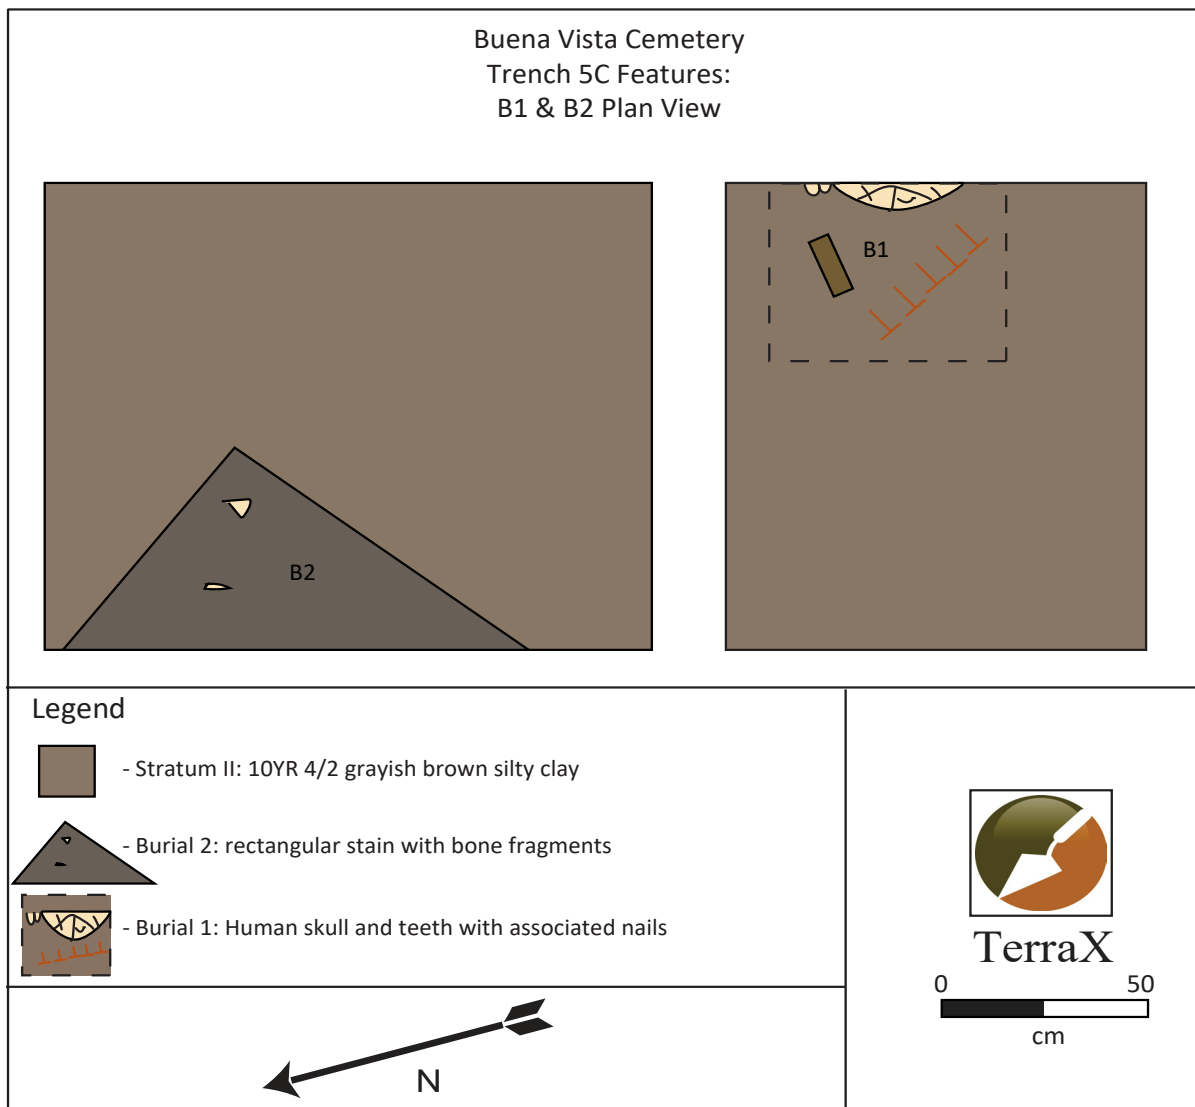 Buena Vista Cemetery
Trench 5C Features:
B1 & B2 Plan View
B1
B2
Legend
- Stratum II: 10YR 4/2 grayish brown silty clay
- Burial 2: rectangular stain with bone fragments
- Burial 1: Human skull and teeth with associated nails
TerraX
0 50
cm
N